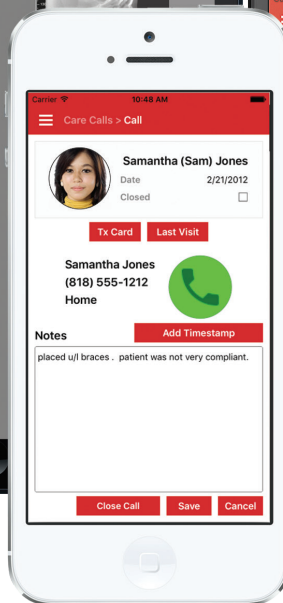 Carrier 10:48 AM
Care Calls > Call
Samantha (Sam) Jones
Date 2/21/2012
Closed
Tx Card Last Visit
Samantha Jones
(818) 555-1212
Home
Notes Add Timestamp
placed u/l braces . patient was not very compliant.
Close Call Save Cancel